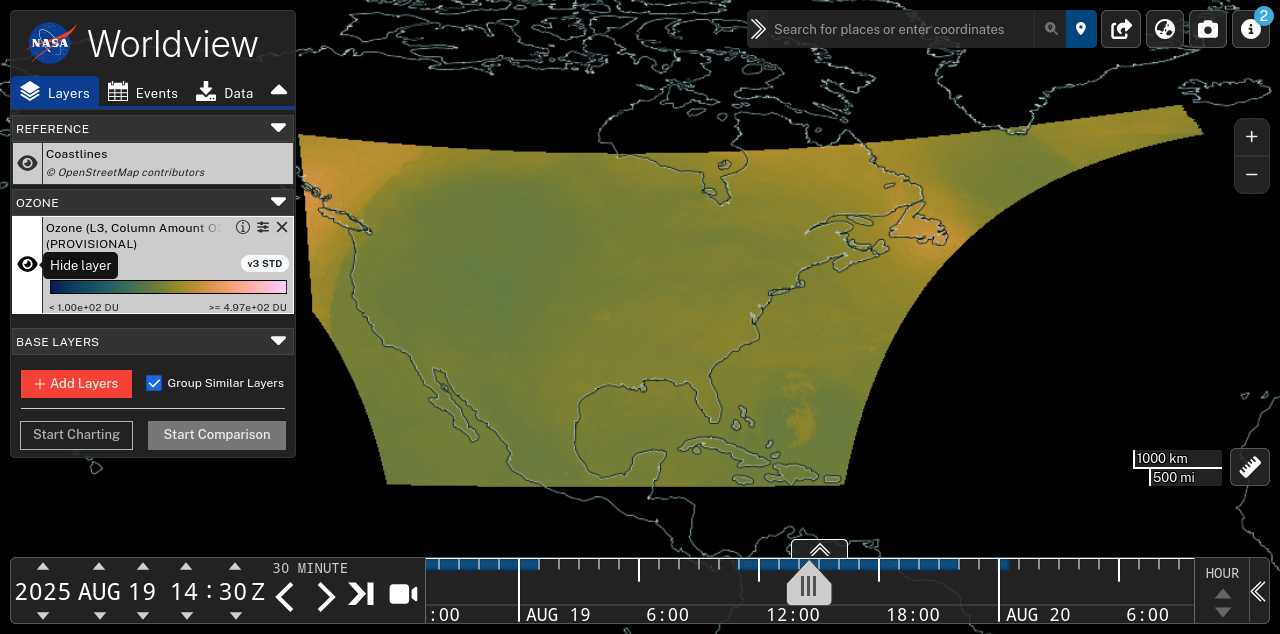 NASA Worldview
Search for places or enter coordinates
2
Layers Events Data
REFERENCE
Coastlines
© OpenStreetMap contributors
OZONE
Ozone (L3, Column Amount
(PROVISIONAL)
Hide layer
v3 STD
< 1.00e+02 DU >= 4.97e+02 DU
BASE LAYERS
+ Add Layers Group Similar Layers
Start Charting Start Comparison
+
−
1000 km
500 mi
30 MINUTE
2025 AUG 19 14 : 30 Z
:00 AUG 19 6:00 12:00 18:00 AUG 20 6:00
HOUR